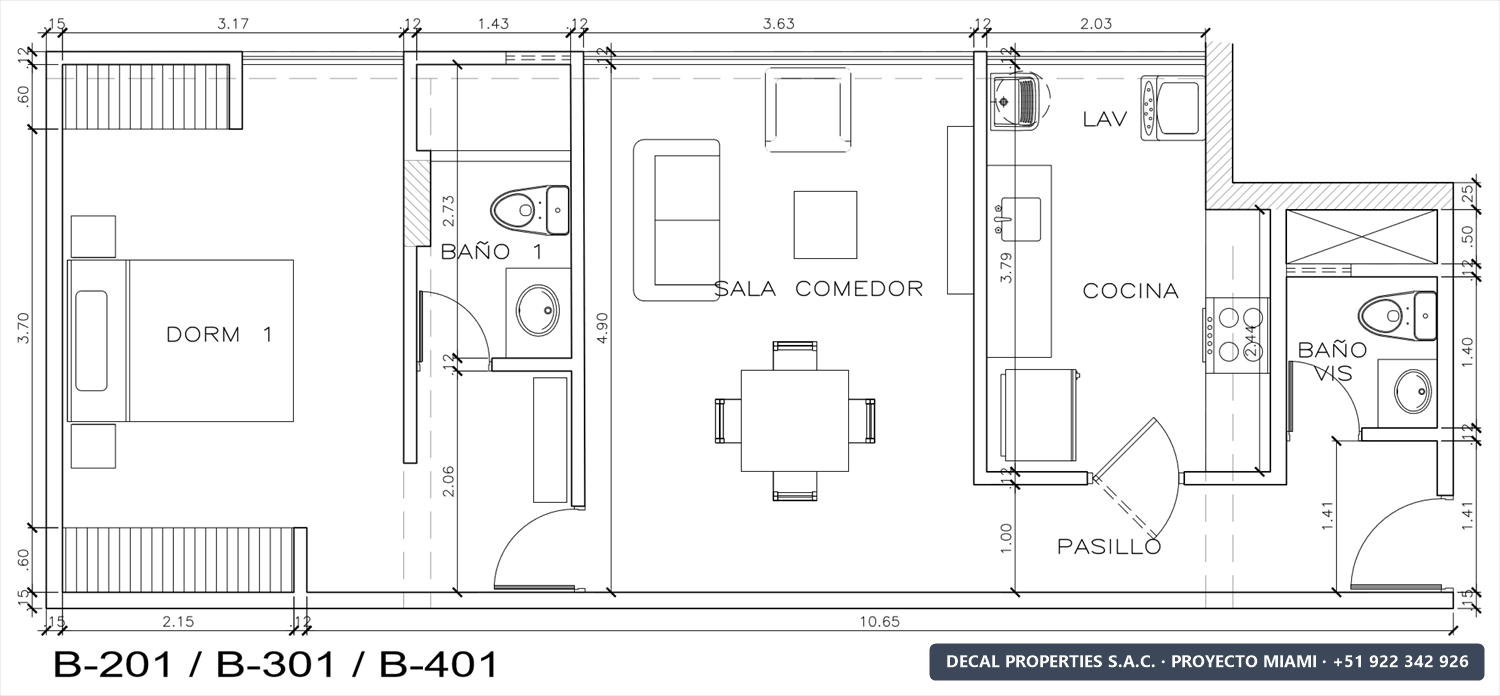 .15 3.17 .12 1.43 .12 3.63 .12 2.03
.12
.60
3.70
.60
.15
.12
.12
2.73
.12
2.06
4.90
3.79
.12
1.00
2.44
.25
.50
.12
1.40
.12
1.41
1.41
.15
LAV
BAÑO 1
SALA COMEDOR
COCINA
DORM 1
BAÑO
VIS
PASILLO
.15 2.15 .12 10.65
B-201 / B-301 / B-401
DECAL PROPERTIES S.A.C. · PROYECTO MIAMI · +51 922 342 926